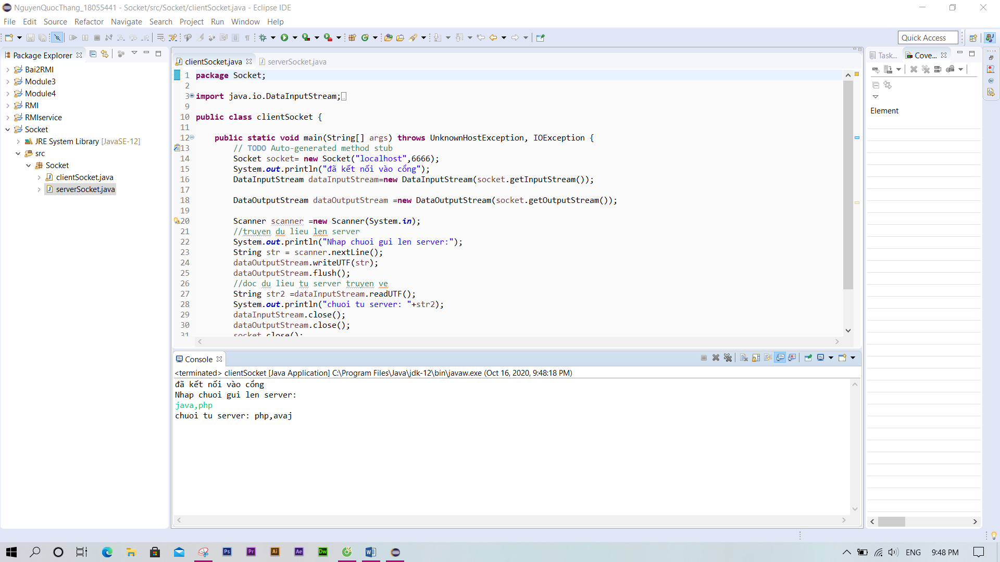 NguyenQuocThang_18055441 - Socket/src/Socket/clientSocket.java - Eclipse IDE
File Edit Source Refactor Navigate Search Project Run Window Help
Quick Access
Package Explorer
Bai2RMI
Module3
Module4
RMI
RMIservice
Socket
JRE System Library [JavaSE-12]
src
Socket
clientSocket.java
serverSocket.java
clientSocket.java serverSocket.java
1 package Socket;
2
3 import java.io.DataInputStream;
9
10 public class clientSocket {
11
12 public static void main(String[] args) throws UnknownHostException, IOException {
13 // TODO Auto-generated method stub
14 Socket socket= new Socket("localhost",6666);
15 System.out.println("đã kết nối vào cổng");
16 DataInputStream dataInputStream=new DataInputStream(socket.getInputStream());
17
18 DataOutputStream dataOutputStream =new DataOutputStream(socket.getOutputStream());
19
20 Scanner scanner =new Scanner(System.in);
21 //truyen du lieu len server
22 System.out.println("Nhap chuoi gui len server:");
23 String str = scanner.nextLine();
24 dataOutputStream.writeUTF(str);
25 dataOutputStream.flush();
26 //doc du lieu tu server truyen ve
27 String str2 =dataInputStream.readUTF();
28 System.out.println("chuoi tu server: "+str2);
29 dataInputStream.close();
30 dataOutputStream.close();
31 socket.close();
Task... Cove...
Element
Console
<terminated> clientSocket [Java Application] C:\Program Files\Java\jdk-12\bin\javaw.exe (Oct 16, 2020, 9:48:18 PM)
đã kết nối vào cổng
Nhap chuoi gui len server:
java,php
chuoi tu server: php,avaj
Ps Pr Ai Ae Dw
ENG 9:48 PM